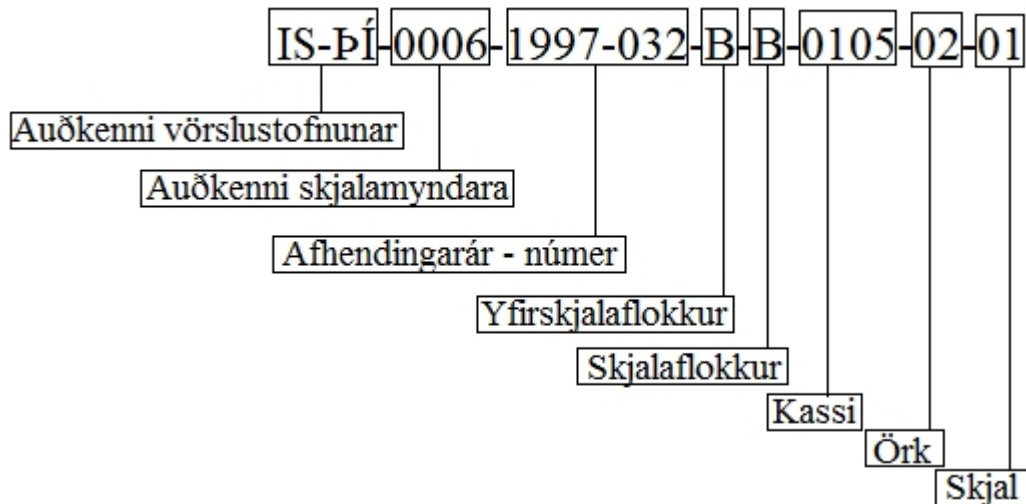 IS-ÞÍ-0006-1997-032-B-B-0105-02-01
Auðkenni vörslustofnunar
Auðkenni skjalamyndara
Afhendingarár - númer
Yfirskjalaflokkur
Skjalaflokkur
Kassi
Örk
Skjal